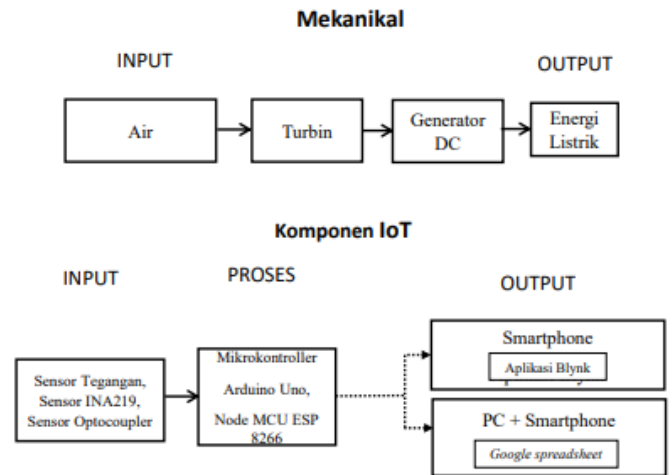 Mekanikal
INPUT
OUTPUT
Air
Turbin
Generator
DC
Energi
Listrik
Komponen IoT
INPUT
PROSES
OUTPUT
Sensor Tegangan,
Sensor INA219,
Sensor Optocoupler
Mikrokontroller
Arduino Uno,
Node MCU ESP
8266
Smartphone
Aplikasi Blynk
PC + Smartphone
Google spreadsheet